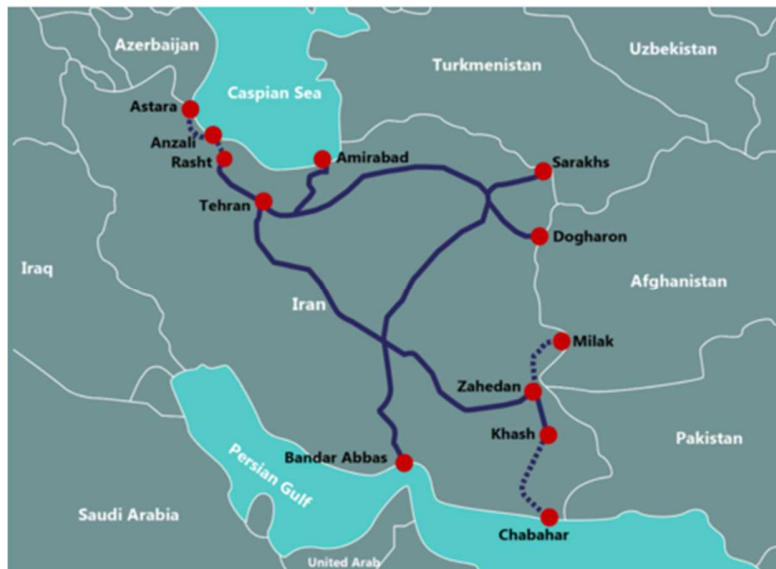 Azerbaijan
Uzbekistan
Turkmenistan
Caspian Sea
Astara
Anzali
Rasht
Amirabad
Sarakhs
Tehran
Dogharon
Iraq
Afghanistan
Iran
Milak
Zahedan
Khash
Pakistan
Bandar Abbas
Persian Gulf
Saudi Arabia
Chabahar
United Arab